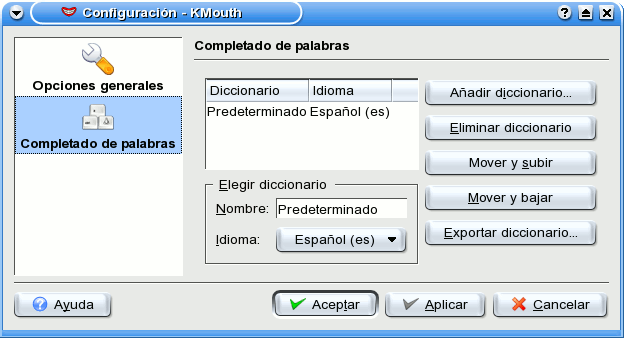 Configuración - KMouth
Opciones generales
Completado de palabras
Completado de palabras
Diccionario Idioma
Predeterminado Español (es)
Añadir diccionario...
Eliminar diccionario
Mover y subir
Mover y bajar
Exportar diccionario...
Elegir diccionario
Nombre: Predeterminado
Idioma: Español (es)
Ayuda
Aceptar
Aplicar
Cancelar